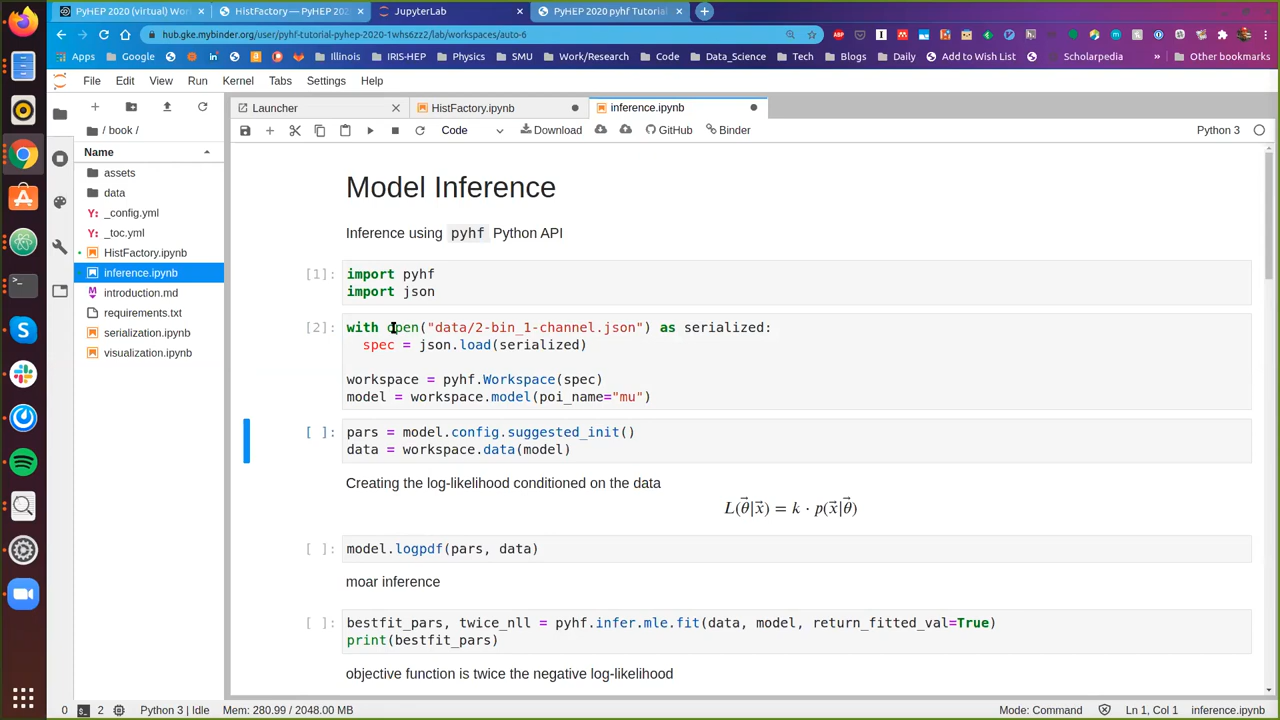 PyHEP 2020 (virtual) Wor
HistFactory — PyHEP 202
JupyterLab
PyHEP 2020 pyhf Tutorial
hub.gke.mybinder.org/user/pyhf-tutorial-pyhep-2020-1whs6zz2/lab/workspaces/auto-6
Apps Google Illinois IRIS-HEP Physics SMU Work/Research Code Data_Science Tech Blogs Daily Add to Wish List Scholarpedia » Other bookmarks
File Edit View Run Kernel Tabs Settings Help
Launcher
HistFactory.ipynb
inference.ipynb
Code Download GitHub Binder Python 3
/ book /
Name
assets
data
_config.yml
_toc.yml
HistFactory.ipynb
inference.ipynb
introduction.md
requirements.txt
serialization.ipynb
visualization.ipynb
Model Inference
Inference using pyhf Python API
[1]: import pyhf
import json
[2]: with open("data/2-bin_1-channel.json") as serialized:
spec = json.load(serialized)
workspace = pyhf.Workspace(spec)
model = workspace.model(poi_name="mu")
[ ]: pars = model.config.suggested_init()
data = workspace.data(model)
Creating the log-likelihood conditioned on the data
L(θ⃗|x⃗) = k · p(x⃗|θ⃗)
[ ]: model.logpdf(pars, data)
moar inference
[ ]: bestfit_pars, twice_nll = pyhf.infer.mle.fit(data, model, return_fitted_val=True)
print(bestfit_pars)
objective function is twice the negative log-likelihood
0 2 Python 3 | Idle Mem: 280.99 / 2048.00 MB Mode: Command Ln 1, Col 1 inference.ipynb